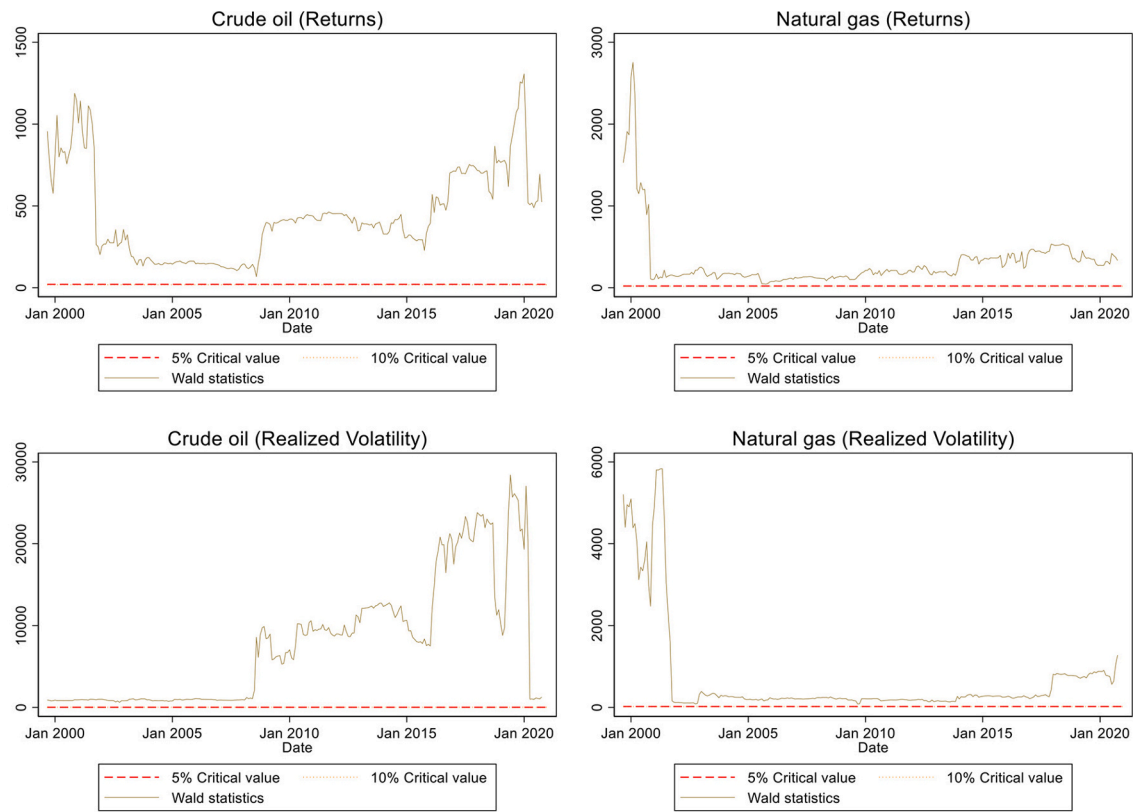 Crude oil (Returns)
1500
1000
500
0
Jan 2000 Jan 2005 Jan 2010 Jan 2015 Jan 2020
Date
5% Critical value 10% Critical value
Wald statistics
Natural gas (Returns)
3000
2000
1000
0
Jan 2000 Jan 2005 Jan 2010 Jan 2015 Jan 2020
Date
5% Critical value 10% Critical value
Wald statistics
Crude oil (Realized Volatility)
30000
20000
10000
0
Jan 2000 Jan 2005 Jan 2010 Jan 2015 Jan 2020
Date
5% Critical value 10% Critical value
Wald statistics
Natural gas (Realized Volatility)
6000
4000
2000
0
Jan 2000 Jan 2005 Jan 2010 Jan 2015 Jan 2020
Date
5% Critical value 10% Critical value
Wald statistics